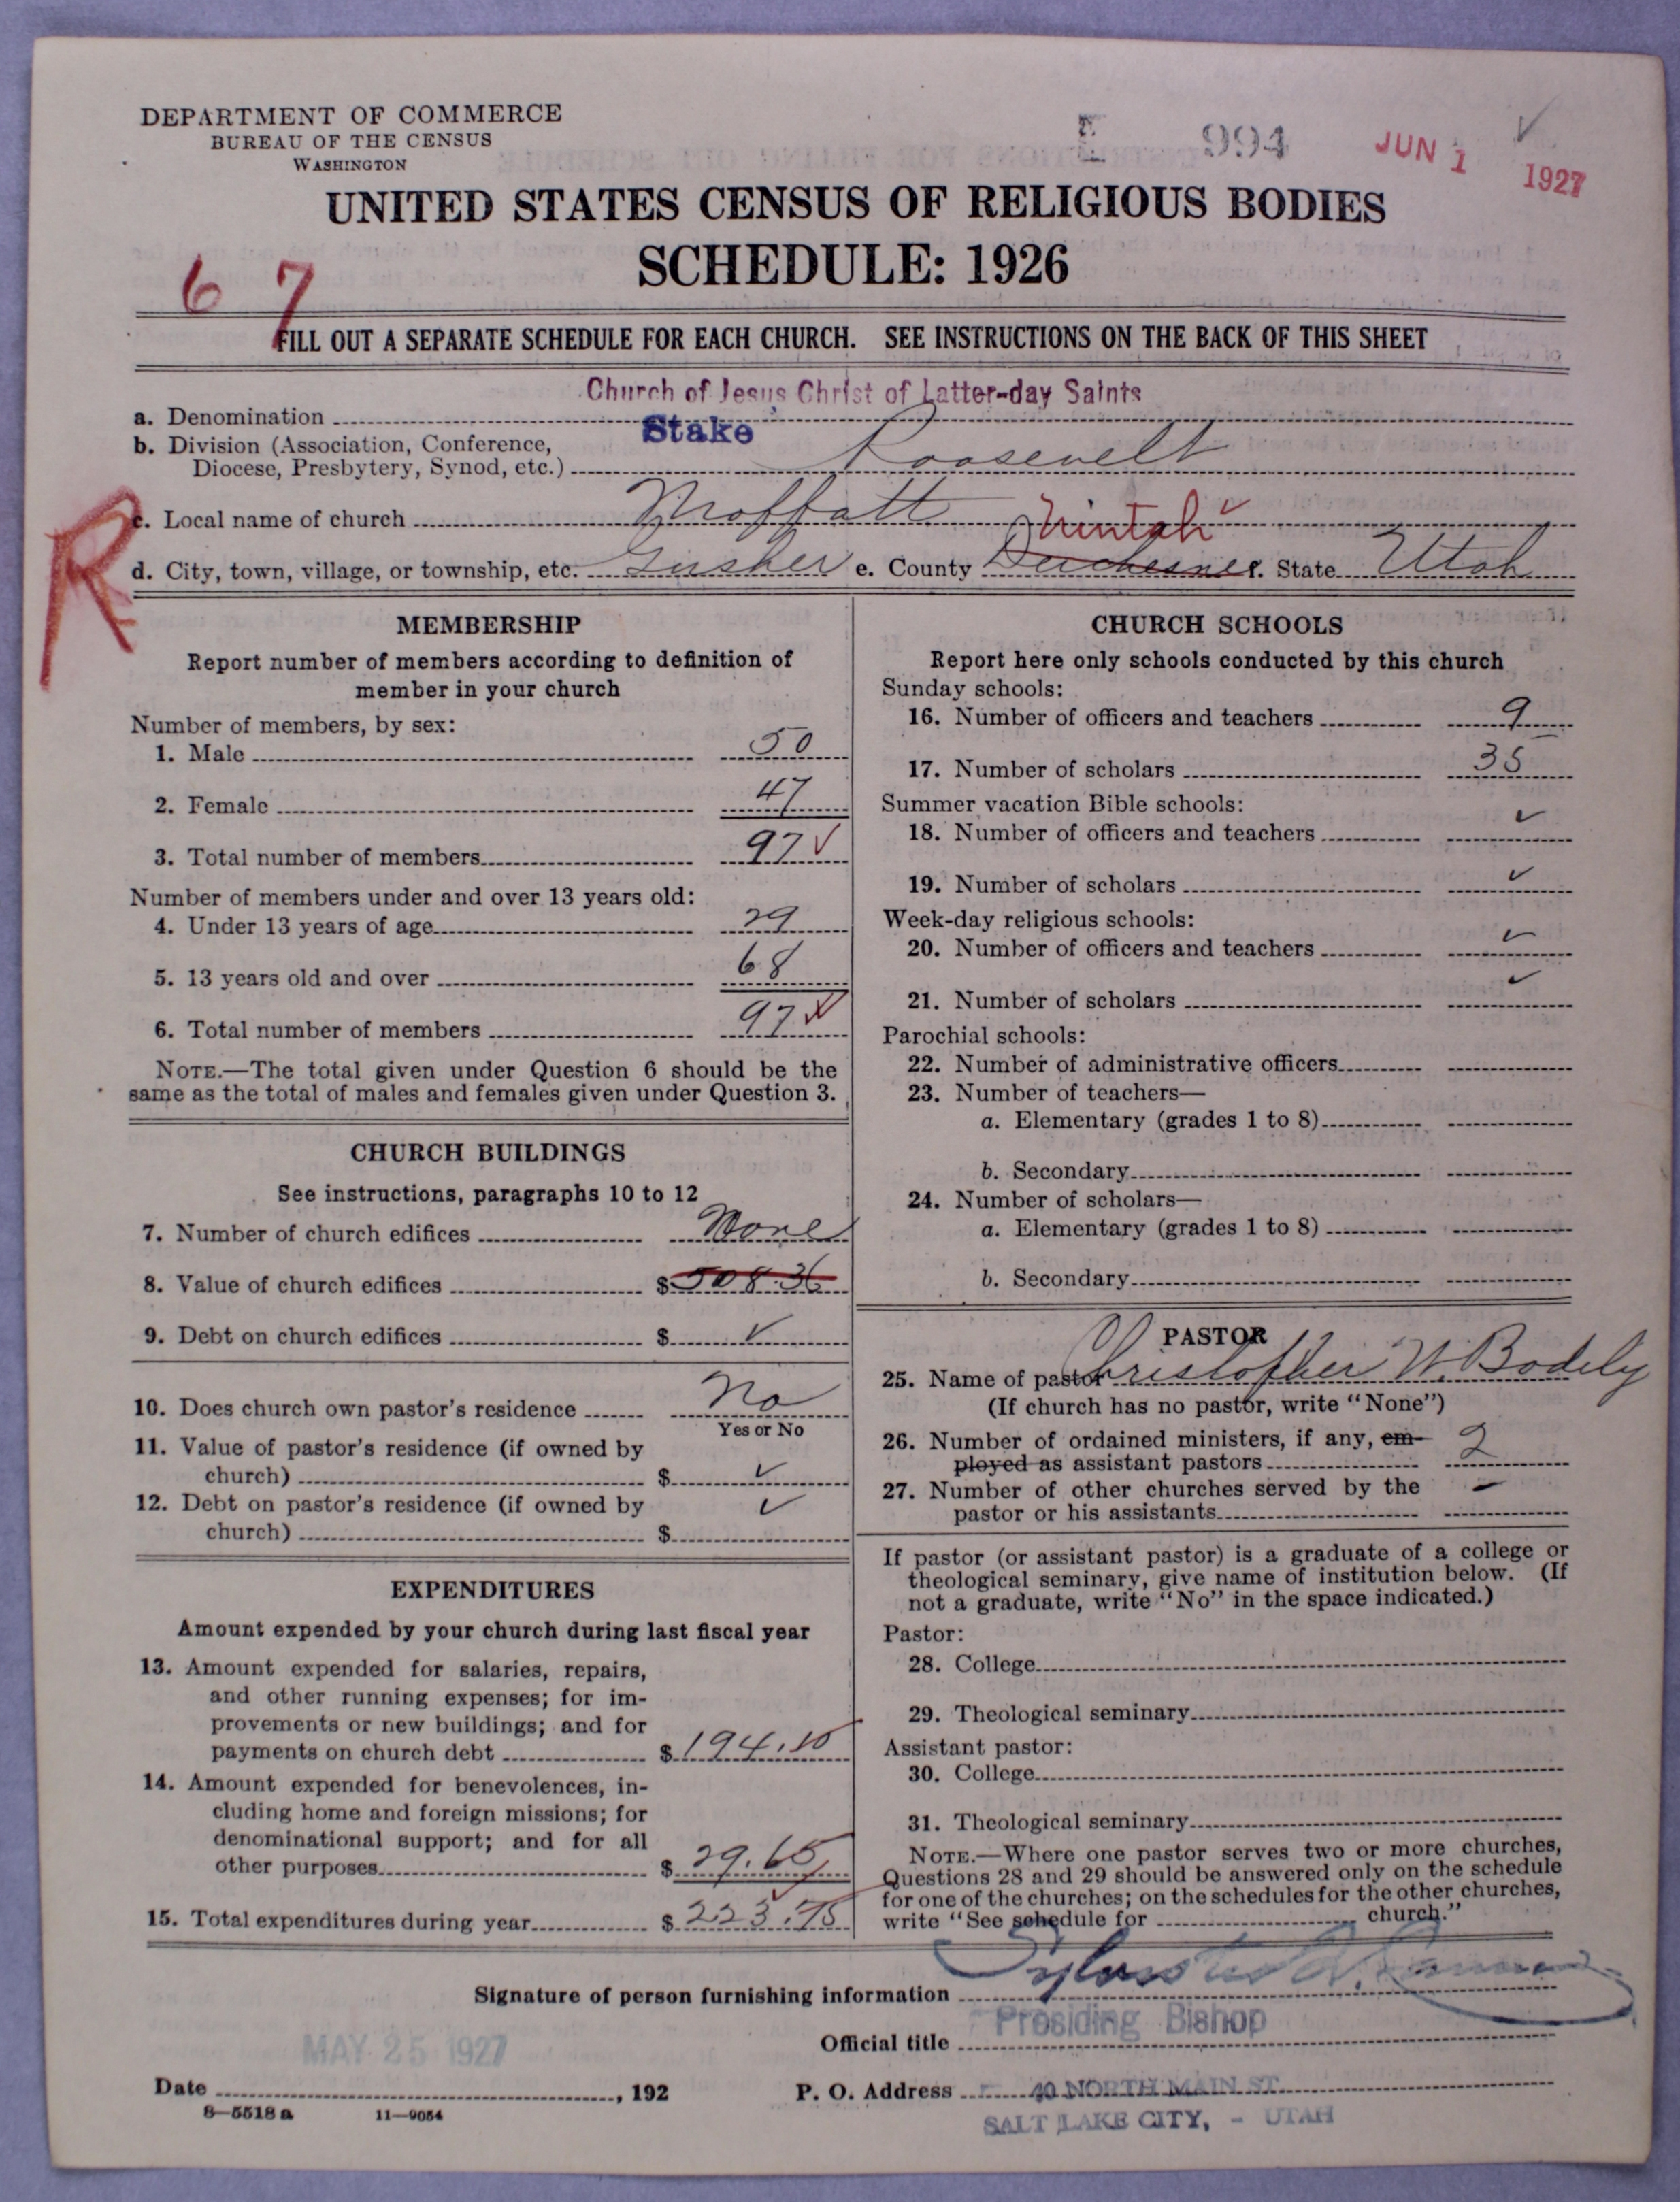 DEPARTMENT OF COMMERCE
BUREAU OF THE CENSUS
WASHINGTON
E 994
JUN 1 1927
UNITED STATES CENSUS OF RELIGIOUS BODIES
SCHEDULE: 1926
6 7
FILL OUT A SEPARATE SCHEDULE FOR EACH CHURCH. SEE INSTRUCTIONS ON THE BACK OF THIS SHEET
Church of Jesus Christ of Latter-day Saints
a. Denomination
Stake
b. Division (Association, Conference,
Diocese, Presbytery, Synod, etc.) Roosevelt
R
c. Local name of church Moffatt
Uintah
d. City, town, village, or township, etc. Gusher e. County Duchesne f. State Utah
MEMBERSHIP
Report number of members according to definition of
member in your church
Number of members, by sex:
1. Male 50
2. Female 47
3. Total number of members 97 ✓
Number of members under and over 13 years old:
4. Under 13 years of age 29
5. 13 years old and over 68
6. Total number of members 97
NOTE.—The total given under Question 6 should be the
same as the total of males and females given under Question 3.
CHURCH BUILDINGS
See instructions, paragraphs 10 to 12
7. Number of church edifices None
8. Value of church edifices $ 508.36
9. Debt on church edifices $ ✓
10. Does church own pastor's residence No
Yes or No
11. Value of pastor's residence (if owned by
church) $ ✓
12. Debt on pastor's residence (if owned by ✓
church) $
EXPENDITURES
Amount expended by your church during last fiscal year
13. Amount expended for salaries, repairs,
and other running expenses; for im-
provements or new buildings; and for
payments on church debt $ 194.10
14. Amount expended for benevolences, in-
cluding home and foreign missions; for
denominational support; and for all
other purposes $ 29.65
15. Total expenditures during year $ 223.75
CHURCH SCHOOLS
Report here only schools conducted by this church
Sunday schools:
16. Number of officers and teachers 9
17. Number of scholars 35
Summer vacation Bible schools:
18. Number of officers and teachers ✓
19. Number of scholars ✓
Week-day religious schools:
20. Number of officers and teachers ✓
21. Number of scholars ✓
Parochial schools:
22. Number of administrative officers
23. Number of teachers—
a. Elementary (grades 1 to 8)
b. Secondary
24. Number of scholars—
a. Elementary (grades 1 to 8)
b. Secondary
PASTOR
25. Name of pastor Christopher W. Bodily
(If church has no pastor, write "None")
26. Number of ordained ministers, if any, em- 2
ployed as assistant pastors
27. Number of other churches served by the –
pastor or his assistants
If pastor (or assistant pastor) is a graduate of a college or
theological seminary, give name of institution below. (If
not a graduate, write "No" in the space indicated.)
Pastor:
28. College
29. Theological seminary
Assistant pastor:
30. College
31. Theological seminary
NOTE.—Where one pastor serves two or more churches,
Questions 28 and 29 should be answered only on the schedule
for one of the churches; on the schedules for the other churches,
write "See schedule for church."
Signature of person furnishing information Sylvester Q. Cannon
Presiding Bishop
Official title
MAY 25 1927
Date , 192
P. O. Address 40 NORTH MAIN ST.
SALT LAKE CITY, - UTAH
8—5518 a 11—9054